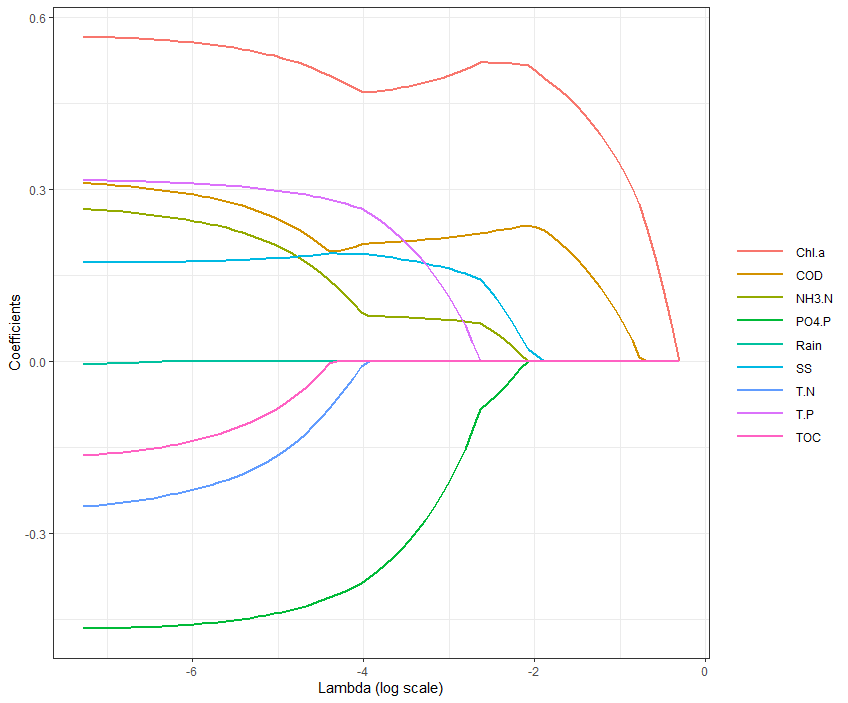 0.6
0.3
0.0
-0.3
Coefficients
-6
-4
-2
0
Lambda (log scale)
Chl.a
COD
NH3.N
PO4.P
Rain
SS
T.N
T.P
TOC